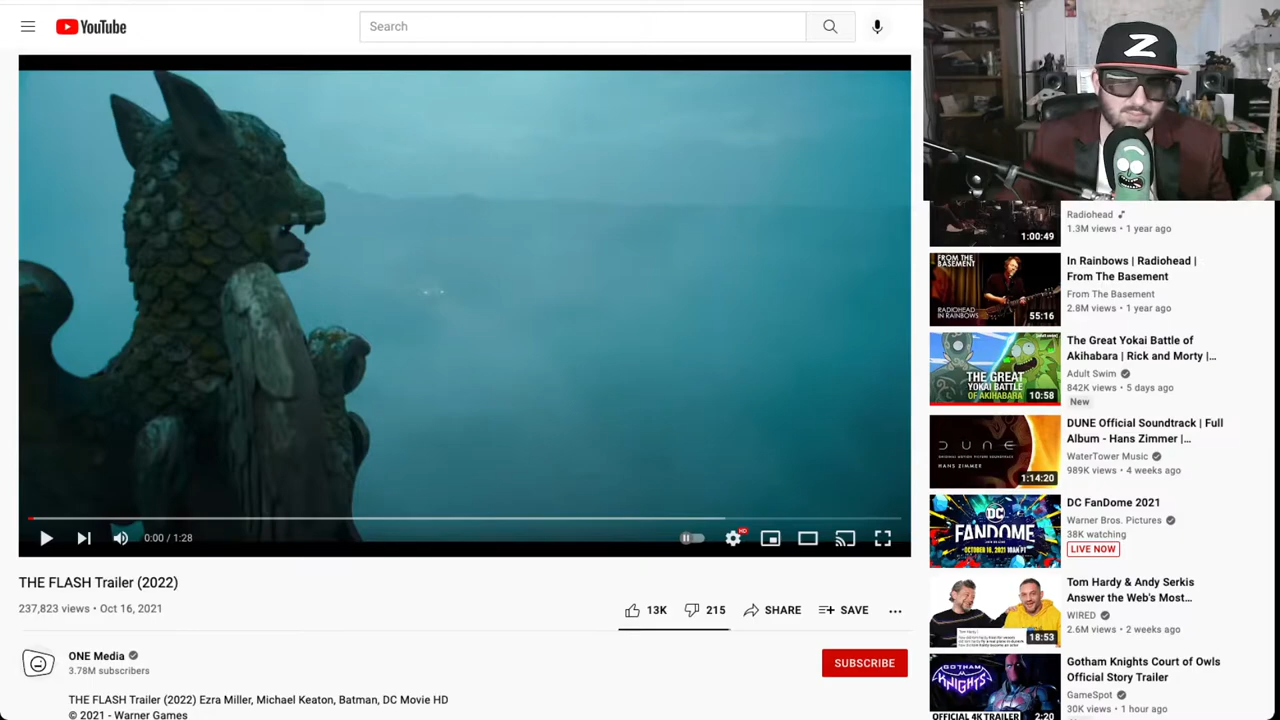 YouTube
Search
Z
HD
0:00 / 1:28
THE FLASH Trailer (2022)
237,823 views • Oct 16, 2021
13K
215
SHARE
SAVE
ONE Media
3.78M subscribers
SUBSCRIBE
THE FLASH Trailer (2022) Ezra Miller, Michael Keaton, Batman, DC Movie HD
© 2021 - Warner Games
1:00:49
Radiohead
1.3M views • 1 year ago
FROM THE
BASEMENT
RADIOHEAD
IN RAINBOWS
55:16
In Rainbows | Radiohead |
From The Basement
From The Basement
2.8M views • 1 year ago
THE GREAT
YOKAI BATTLE
OF AKIHABARA
10:58
The Great Yokai Battle of
Akihabara | Rick and Morty |...
Adult Swim
842K views • 5 days ago
New
DUNE
HANS ZIMMER
1:14:20
DUNE Official Soundtrack | Full
Album - Hans Zimmer |...
WaterTower Music
989K views • 4 weeks ago
DC
FANDOME
OCTOBER 16, 2021 10AM PT
DC FanDome 2021
Warner Bros. Pictures
38K watching
LIVE NOW
18:53
Tom Hardy & Andy Serkis
Answer the Web's Most...
WIRED
2.6M views • 2 weeks ago
GOTHAM
KNIGHTS
OFFICIAL 4K TRAILER
2:20
Gotham Knights Court of Owls
Official Story Trailer
GameSpot
30K views • 1 hour ago